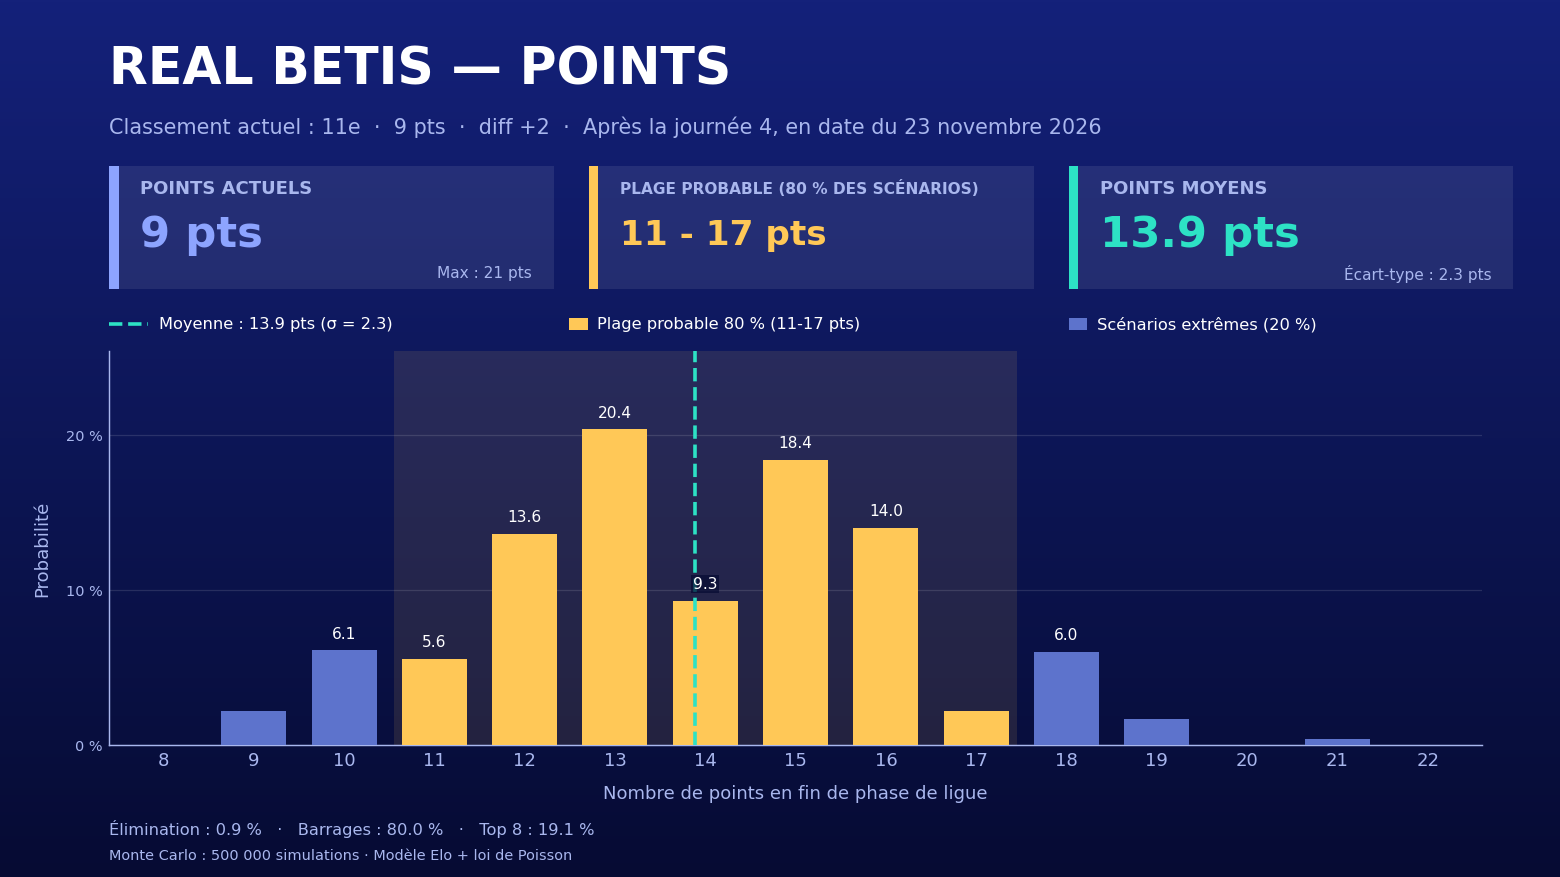 REAL BETIS — POINTS
Classement actuel : 11e · 9 pts · diff +2 · Après la journée 4, en date du 23 novembre 2026
POINTS ACTUELS
9 pts
Max : 21 pts
PLAGE PROBABLE (80 % DES SCÉNARIOS)
11 - 17 pts
POINTS MOYENS
13.9 pts
Écart-type : 2.3 pts
Moyenne : 13.9 pts (σ = 2.3)
Plage probable 80 % (11-17 pts)
Scénarios extrêmes (20 %)
Probabilité
20 %
10 %
0 %
6.1
5.6
13.6
20.4
9.3
18.4
14.0
6.0
8 9 10 11 12 13 14 15 16 17 18 19 20 21 22
Nombre de points en fin de phase de ligue
Élimination : 0.9 % · Barrages : 80.0 % · Top 8 : 19.1 %
Monte Carlo : 500 000 simulations · Modèle Elo + loi de Poisson